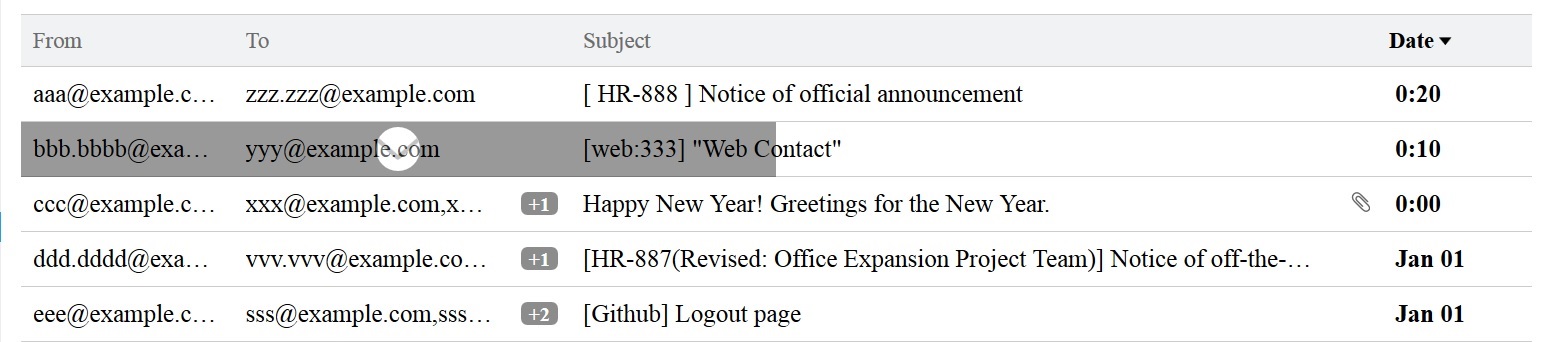 From To Subject Date
aaa@example.c… zzz.zzz@example.com [ HR-888 ] Notice of official announcement 0:20
bbb.bbbb@exa… yyy@example.com [web:333] "Web Contact" 0:10
ccc@example.c… xxx@example.com,x… +1 Happy New Year! Greetings for the New Year. 0:00
ddd.dddd@exa… vvv.vvv@example.co… +1 [HR-887(Revised: Office Expansion Project Team)] Notice of off-the-… Jan 01
eee@example.c… sss@example.com,sss… +2 [Github] Logout page Jan 01